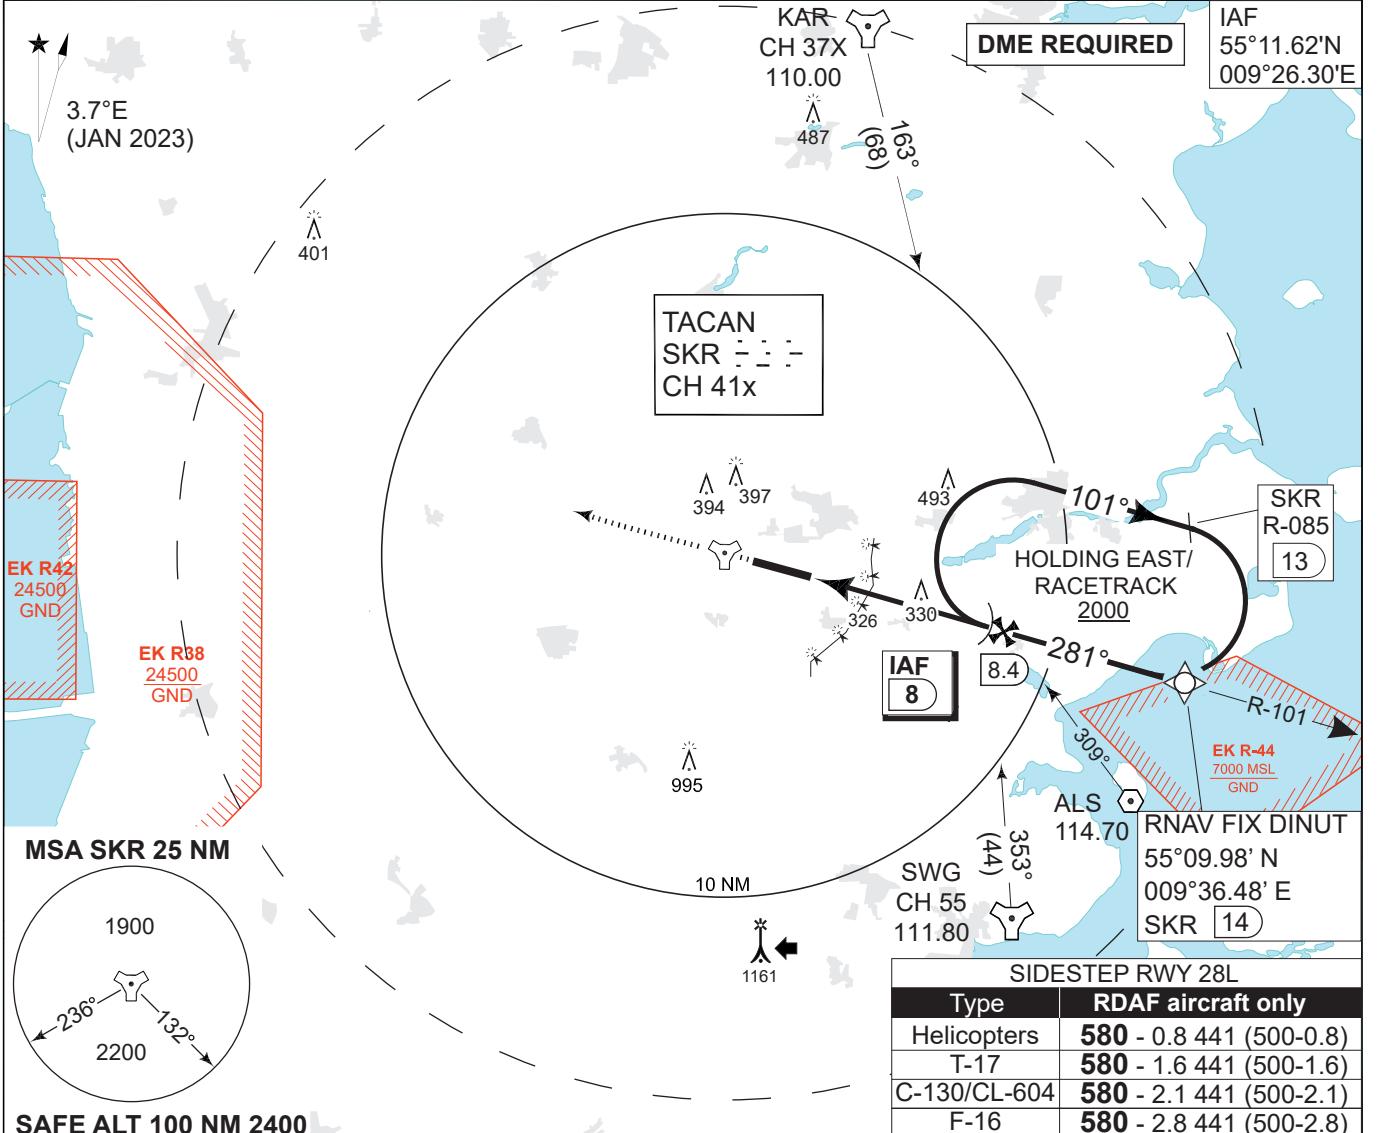 KAR
CH 37X
110.00
DME REQUIRED
IAF
55°11.62'N
009°26.30'E
3.7°E
(JAN 2023)
487
163°
(68)
401
TACAN
SKR
CH 41x
394
397
493
101°
SKR
R-085
13
HOLDING EAST/
RACETRACK
2000
EK R42
24500
GND
326
330
EK R38
24500
GND
281°
IAF
8
8.4
R-101
309°
EK R-44
7000 MSL
GND
995
ALS
114.70
RNAV FIX DINUT
55°09.98' N
009°36.48' E
SKR 14
353°
(44)
SWG
CH 55
111.80
10 NM
1161
MSA SKR 25 NM
1900
236°
132°
2200
SAFE ALT 100 NM 2400
SIDESTEP RWY 28L
Type RDAF aircraft only
Helicopters 580 - 0.8 441 (500-0.8)
T-17 580 - 1.6 441 (500-1.6)
C-130/CL-604 580 - 2.1 441 (500-2.1)
F-16 580 - 2.8 441 (500-2.8)